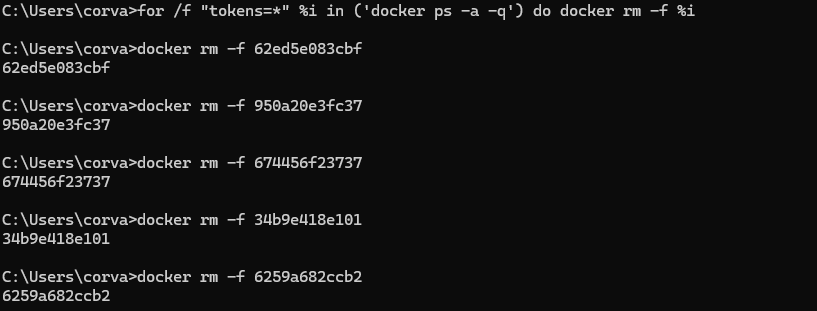 C:\Users\corva>for /f "tokens=*" %i in ('docker ps -a -q') do docker rm -f %i
C:\Users\corva>docker rm -f 62ed5e083cbf
62ed5e083cbf
C:\Users\corva>docker rm -f 950a20e3fc37
950a20e3fc37
C:\Users\corva>docker rm -f 674456f23737
674456f23737
C:\Users\corva>docker rm -f 34b9e418e101
34b9e418e101
C:\Users\corva>docker rm -f 6259a682ccb2
6259a682ccb2